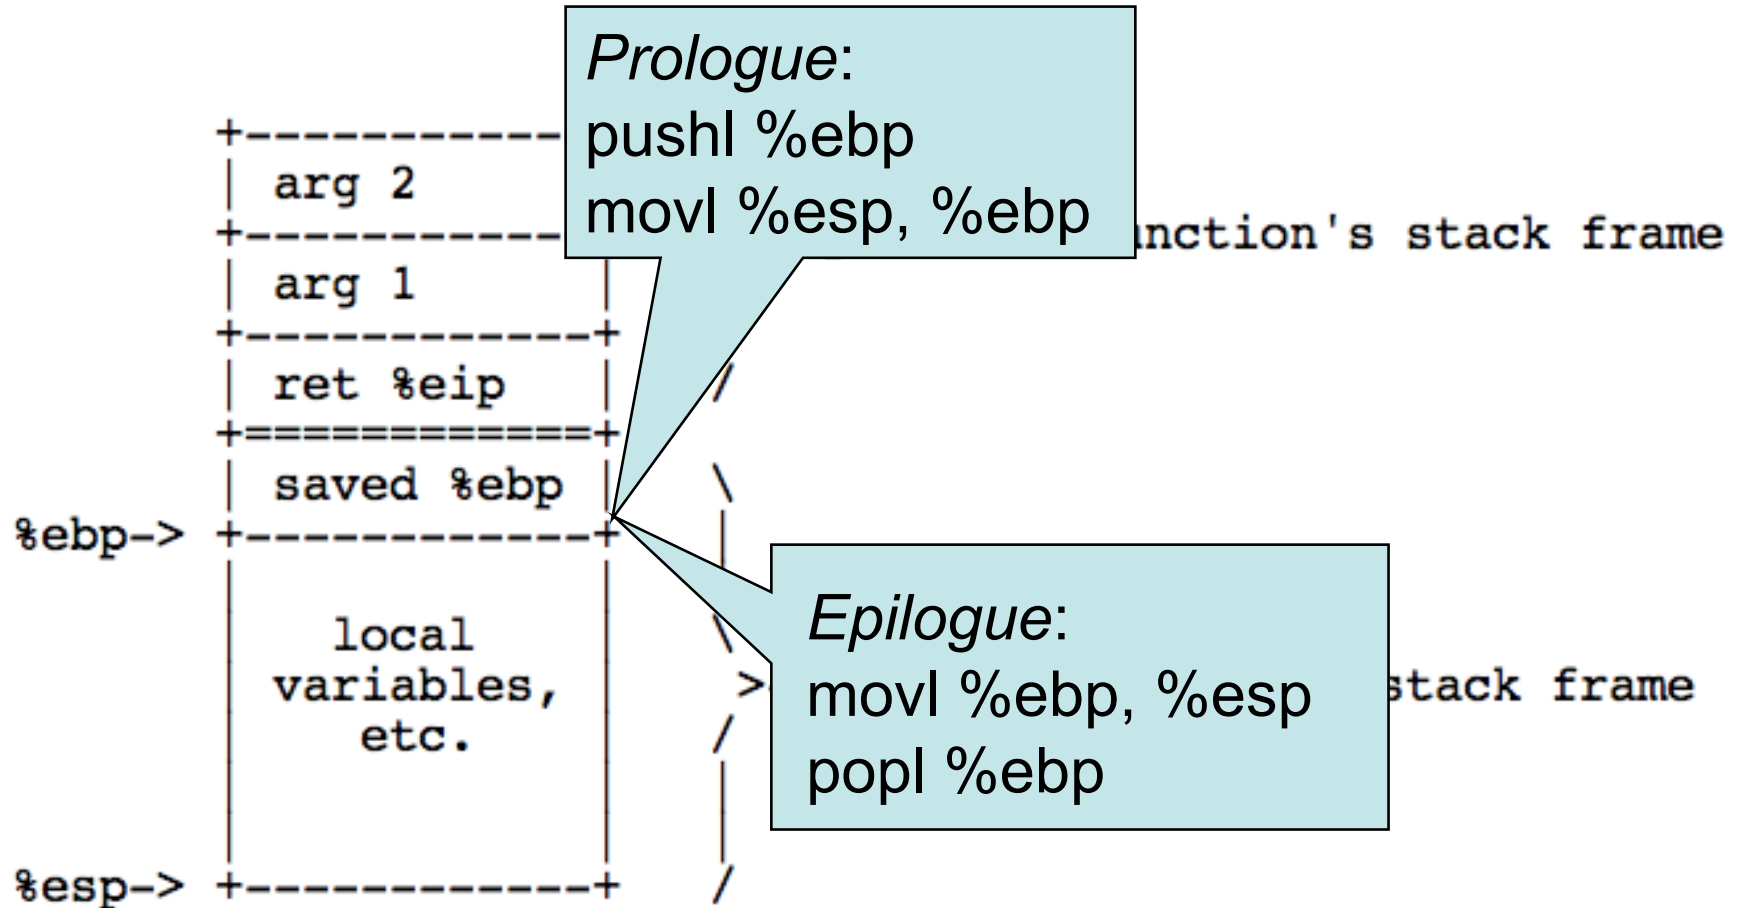 Prologue:
pushl %ebp
movl %esp, %ebp
arg 2
function's stack frame
arg 1
ret %eip
saved %ebp
%ebp->
Epilogue:
movl %ebp, %esp
popl %ebp
local
variables,
etc.
stack frame
%esp->